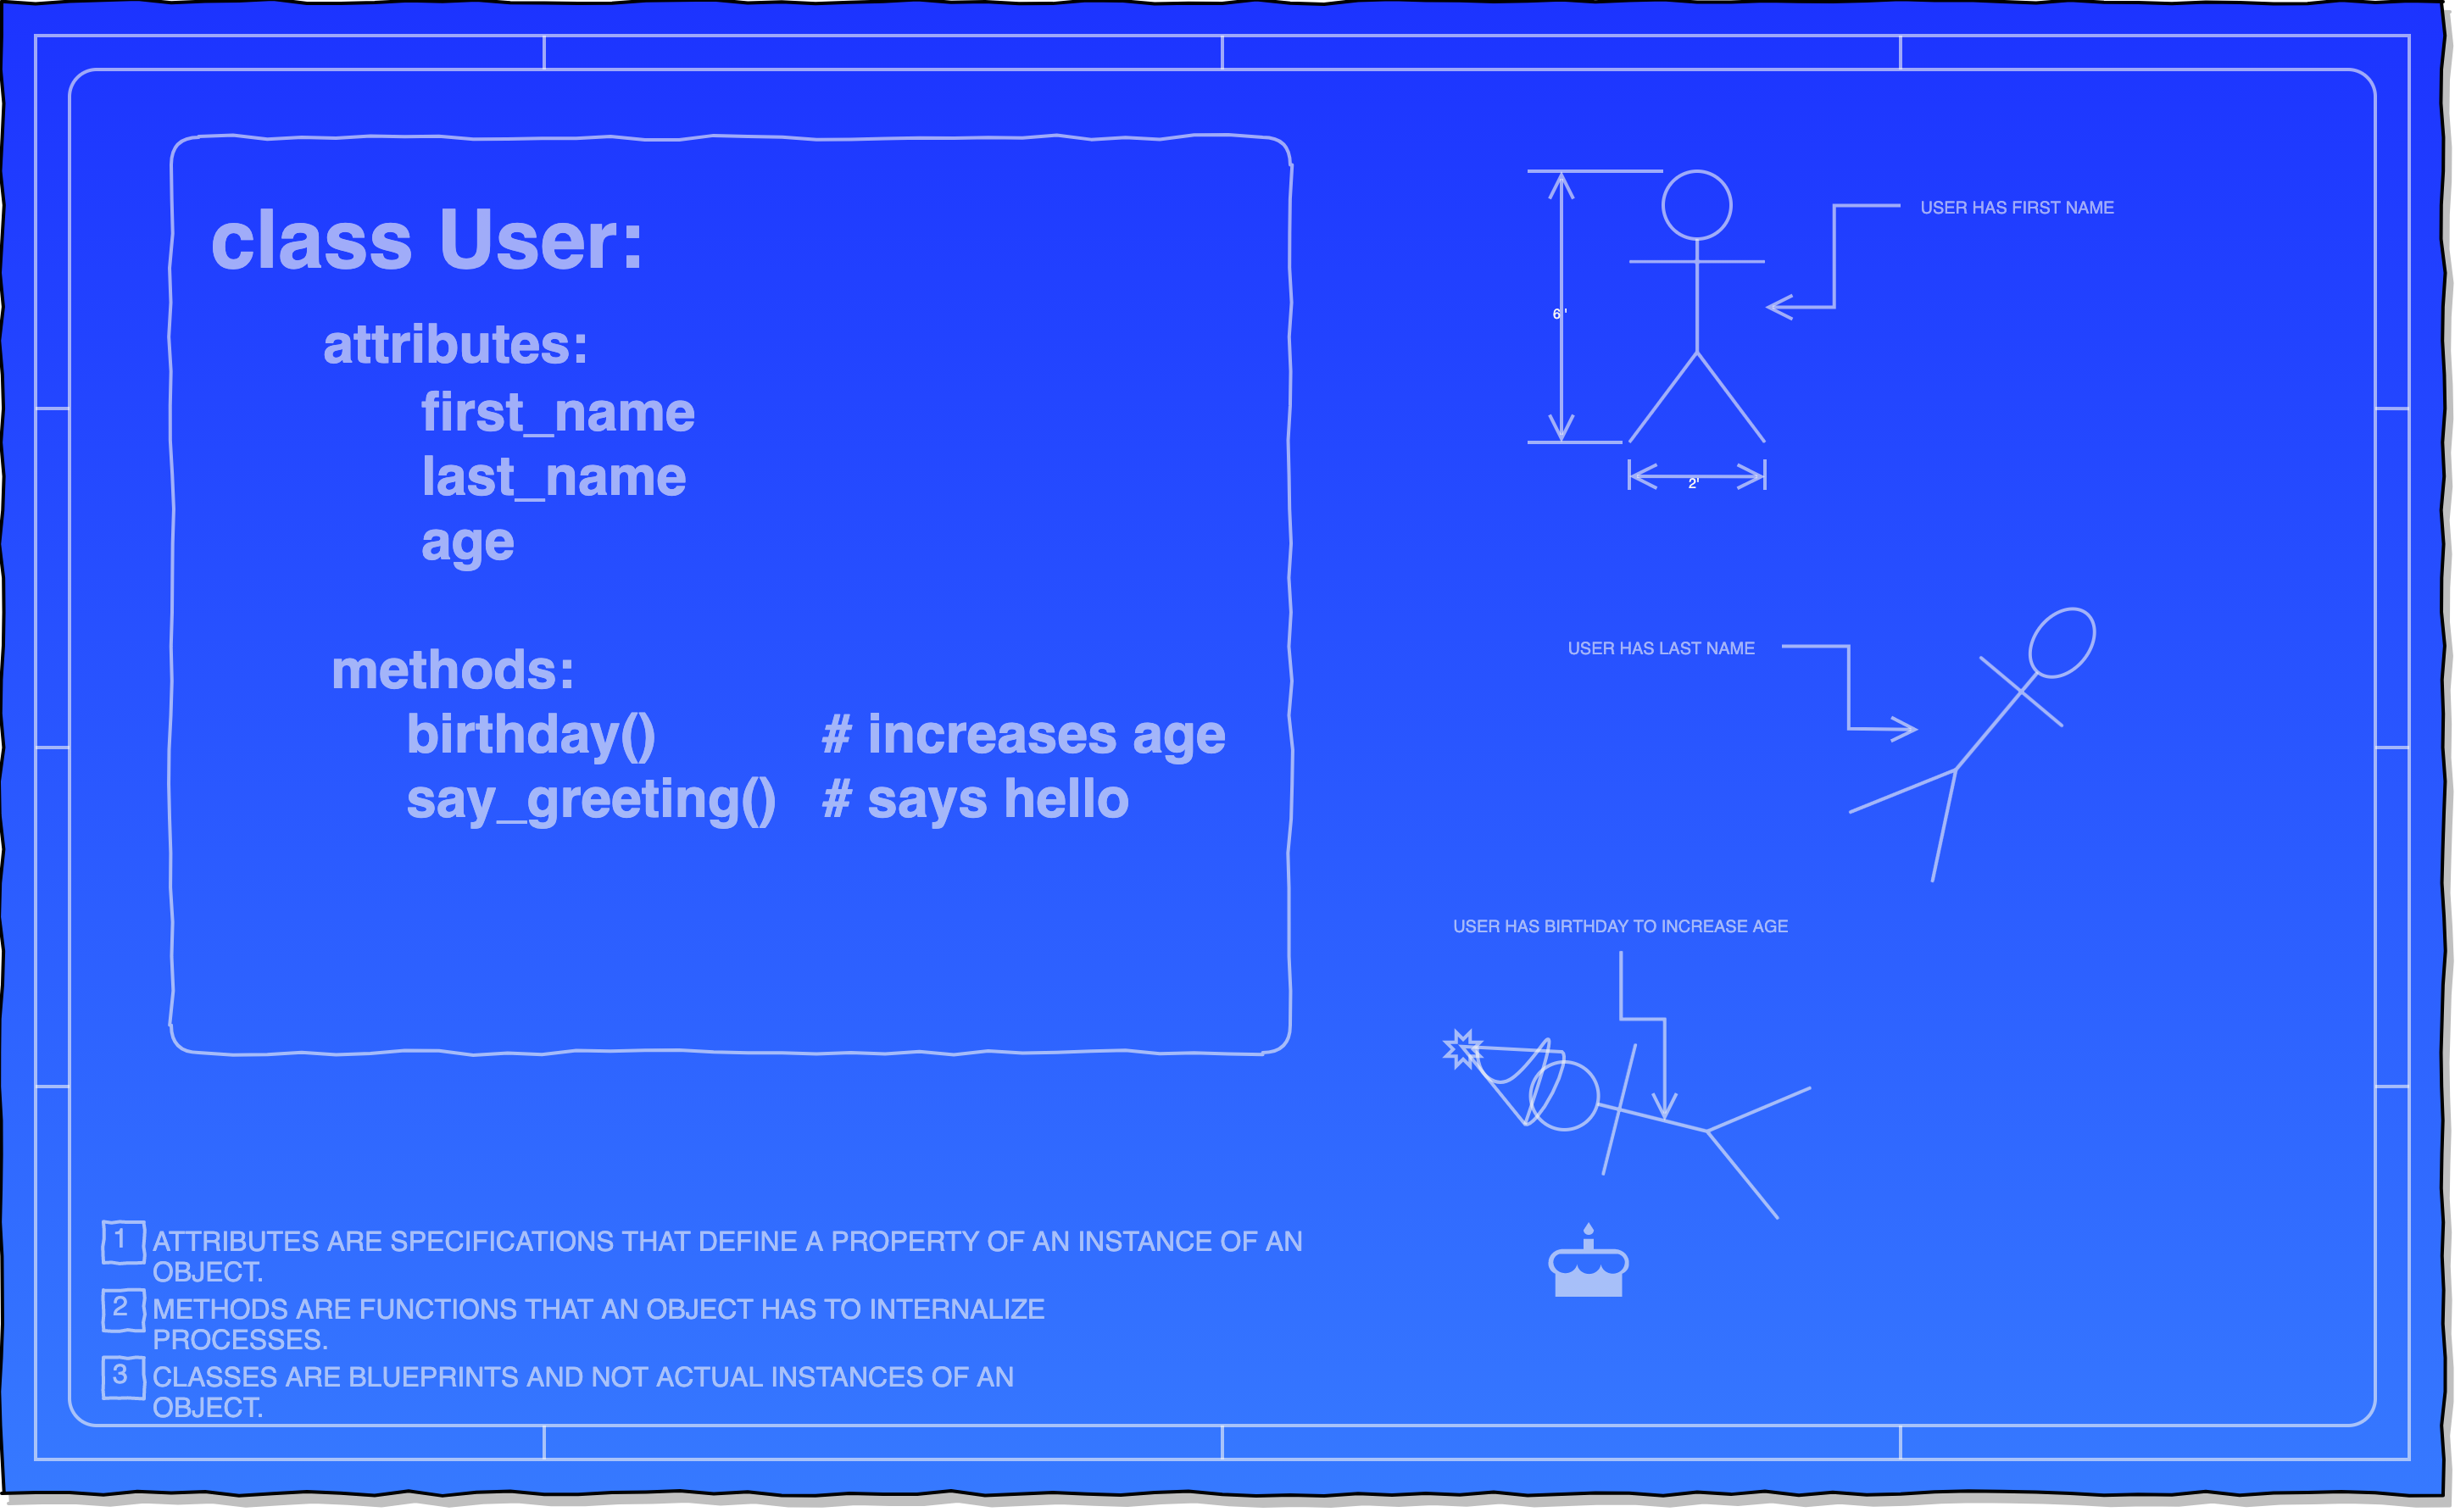 class User:
attributes:
first_name
last_name
age
methods:
birthday() # increases age
say_greeting() # says hello
USER HAS FIRST NAME
6 '
2'
USER HAS LAST NAME
USER HAS BIRTHDAY TO INCREASE AGE
1 ATTRIBUTES ARE SPECIFICATIONS THAT DEFINE A PROPERTY OF AN INSTANCE OF AN
OBJECT.
2 METHODS ARE FUNCTIONS THAT AN OBJECT HAS TO INTERNALIZE
PROCESSES.
3 CLASSES ARE BLUEPRINTS AND NOT ACTUAL INSTANCES OF AN
OBJECT.